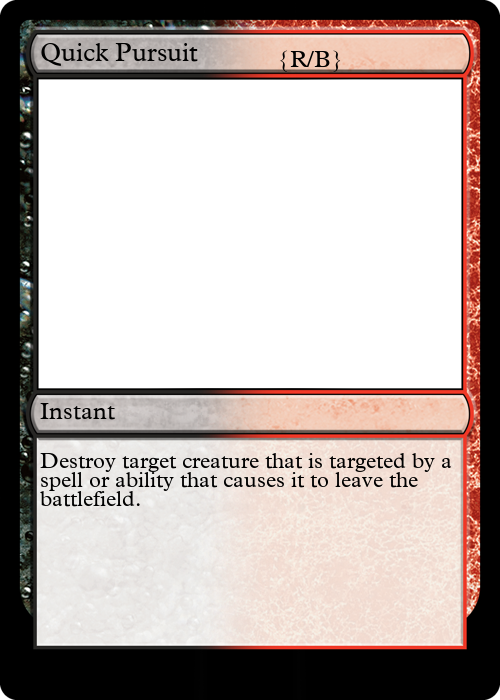 Quick Pursuit {R/B}
Instant
Destroy target creature that is targeted by a
spell or ability that causes it to leave the
battlefield.